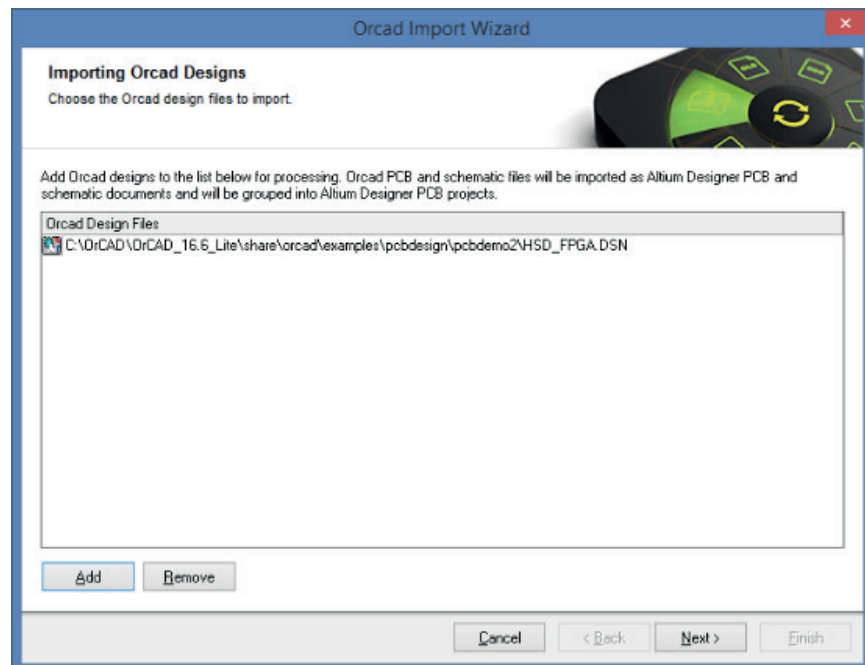 Orcad Import Wizard
Importing Orcad Designs
Choose the Orcad design files to import.
Add Orcad designs to the list below for processing. Orcad PCB and schematic files will be imported as Altium Designer PCB and
schematic documents and will be grouped into Altium Designer PCB projects.
Orcad Design Files
C:\OrCAD\OrCAD_16.6_Lite\share\orcad\examples\pcbdesign\pcbdemo2\HSD_FPGA.DSN
Add Remove
Cancel < Back Next > Finish